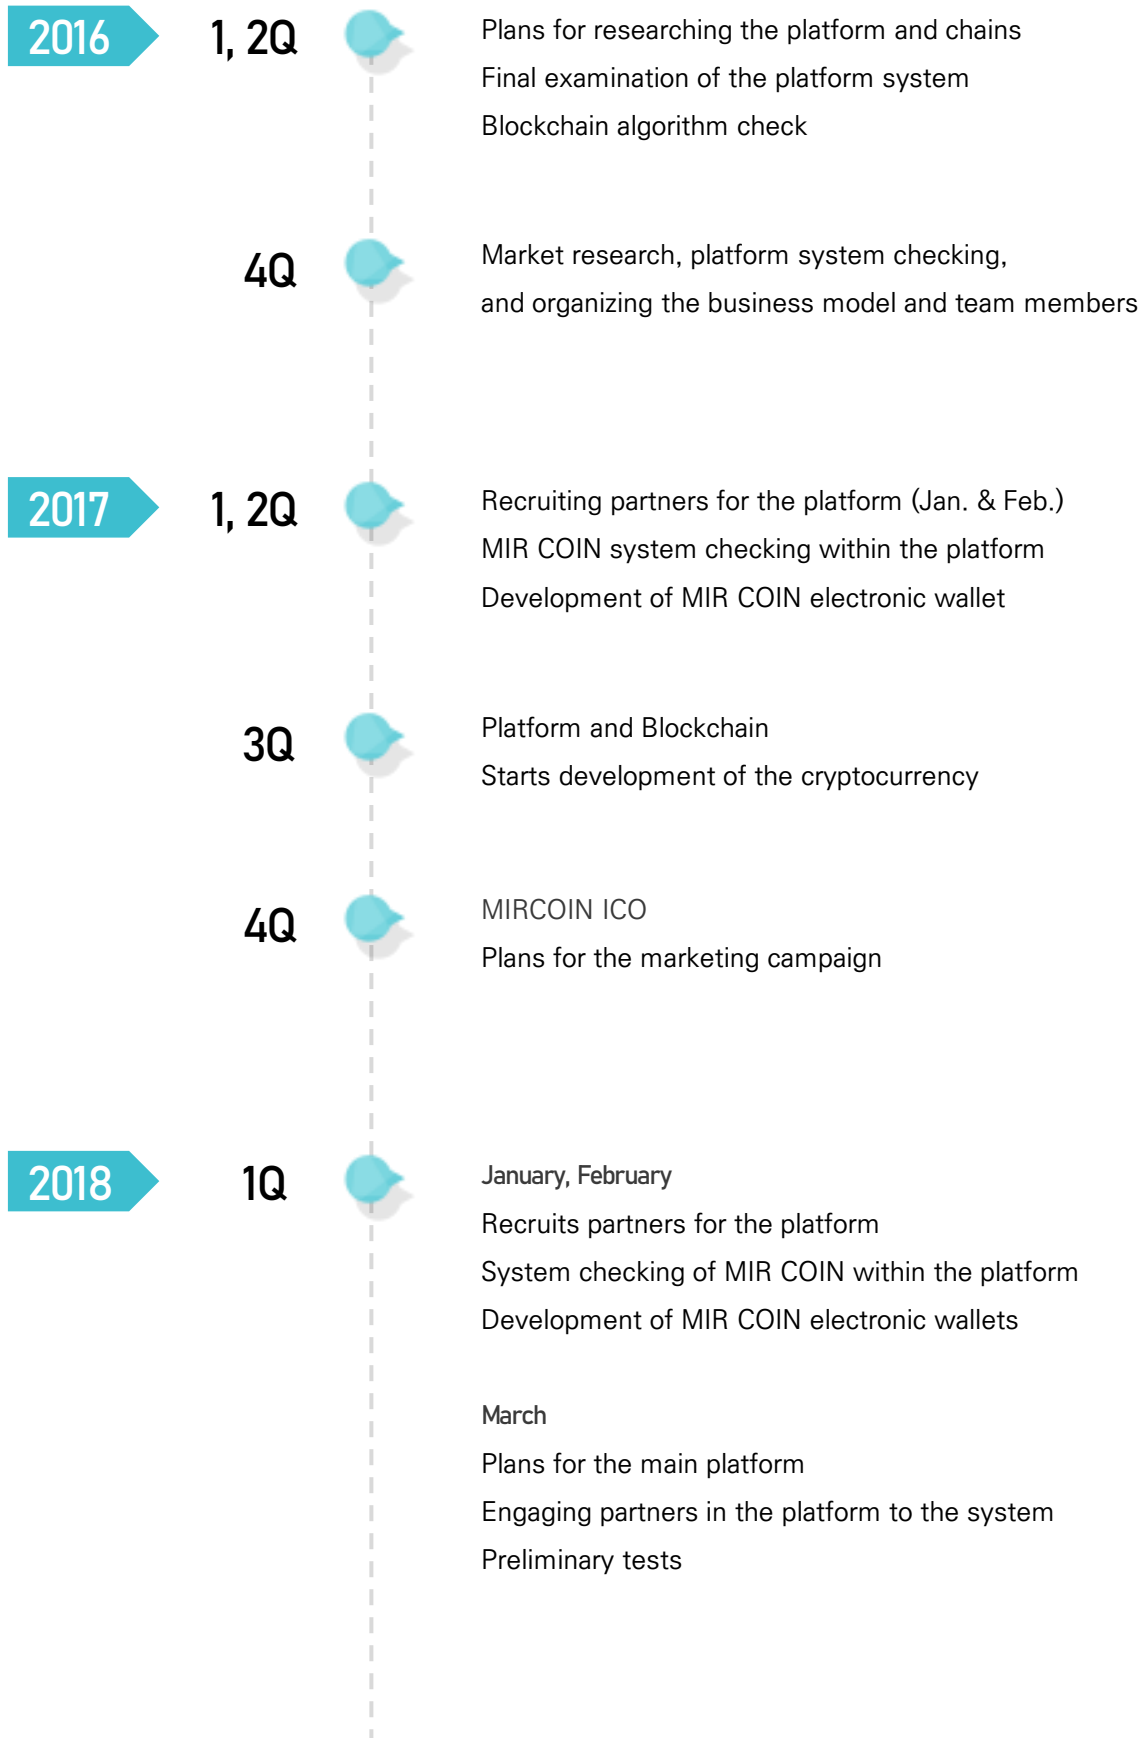 2016
1, 2Q
Plans for researching the platform and chains
Final examination of the platform system
Blockchain algorithm check
4Q
Market research, platform system checking,
and organizing the business model and team members
2017
1, 2Q
Recruiting partners for the platform (Jan. & Feb.)
MIR COIN system checking within the platform
Development of MIR COIN electronic wallet
3Q
Platform and Blockchain
Starts development of the cryptocurrency
4Q
MIRCOIN ICO
Plans for the marketing campaign
2018
1Q
January, February
Recruits partners for the platform
System checking of MIR COIN within the platform
Development of MIR COIN electronic wallets
March
Plans for the main platform
Engaging partners in the platform to the system
Preliminary tests